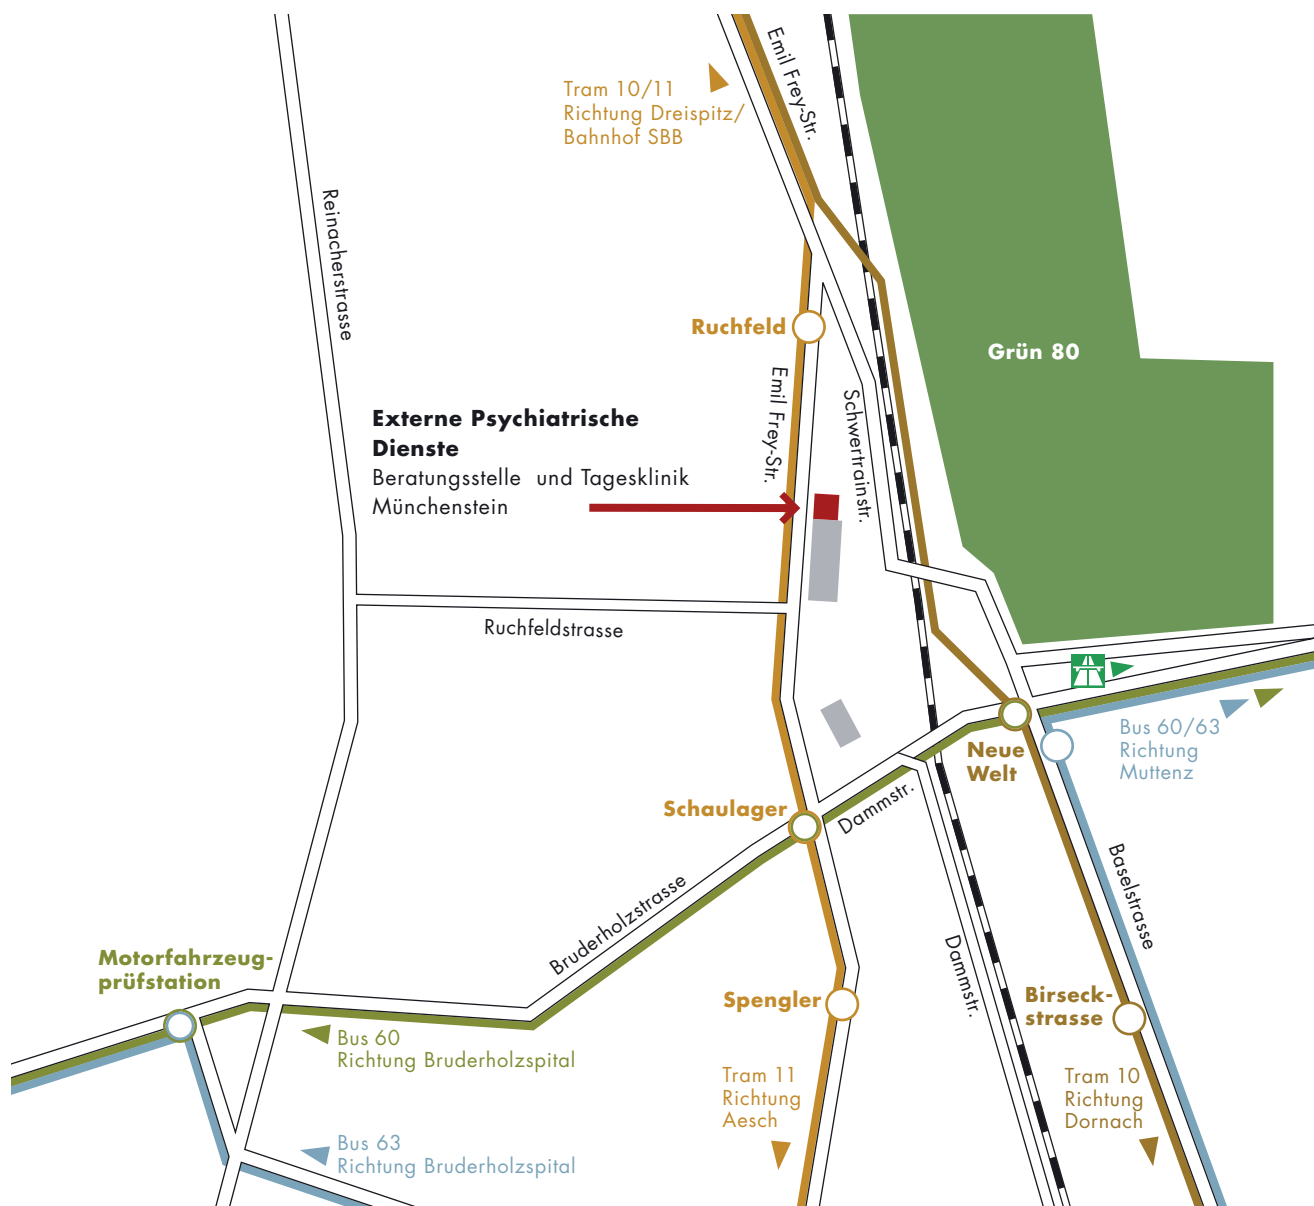 Emil Frey-Str.
Tram 10/11
Richtung Dreispitz/
Bahnhof SBB
Reinacherstrasse
Ruchfeld
Grün 80
Emil Frey-Str.
Schwertrainstr.
Externe Psychiatrische
Dienste
Beratungsstelle und Tagesklinik
Münchenstein
Ruchfeldstrasse
Neue
Welt
Bus 60/63
Richtung
Muttenz
Schaulager
Dammstr.
Baselstrasse
Bruderholzstrasse
Dammstr.
Motorfahrzeug-
prüfstation
Spengler
Birseck-
strasse
Bus 60
Richtung Bruderholzspital
Tram 11
Richtung
Aesch
Tram 10
Richtung
Dornach
Bus 63
Richtung Bruderholzspital